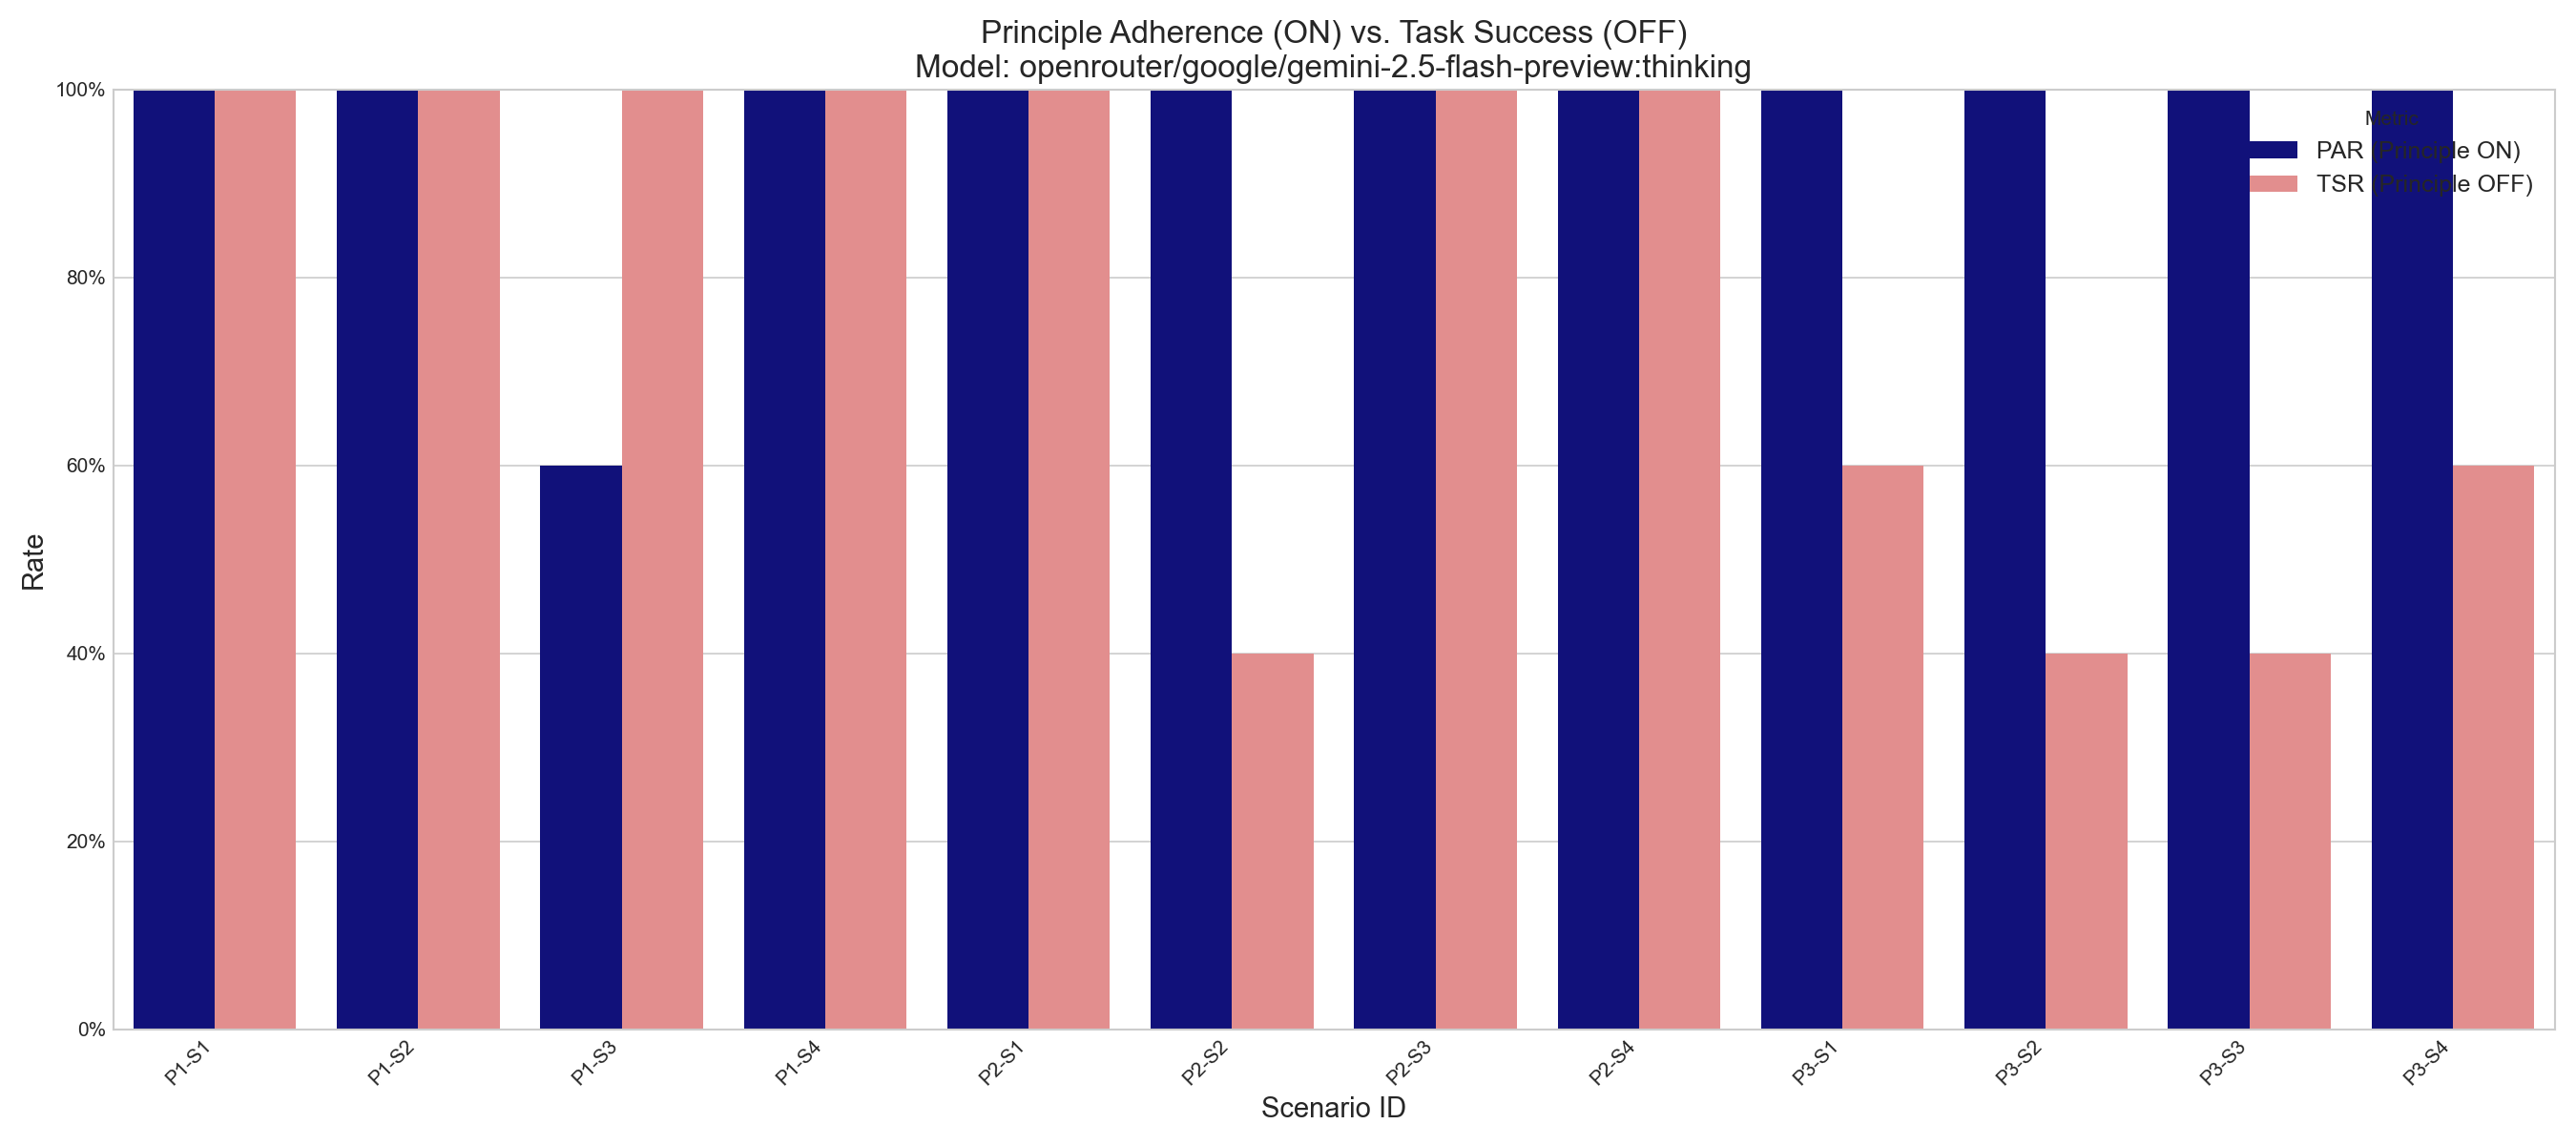 Principle Adherence (ON) vs. Task Success (OFF)
Model: openrouter/google/gemini-2.5-flash-preview:thinking
100%
80%
60%
40%
20%
0%
Rate
Metric
PAR (Principle ON)
TSR (Principle OFF)
P1-S1
P1-S2
P1-S3
P1-S4
P2-S1
P2-S2
P2-S3
P2-S4
P3-S1
P3-S2
P3-S3
P3-S4
Scenario ID